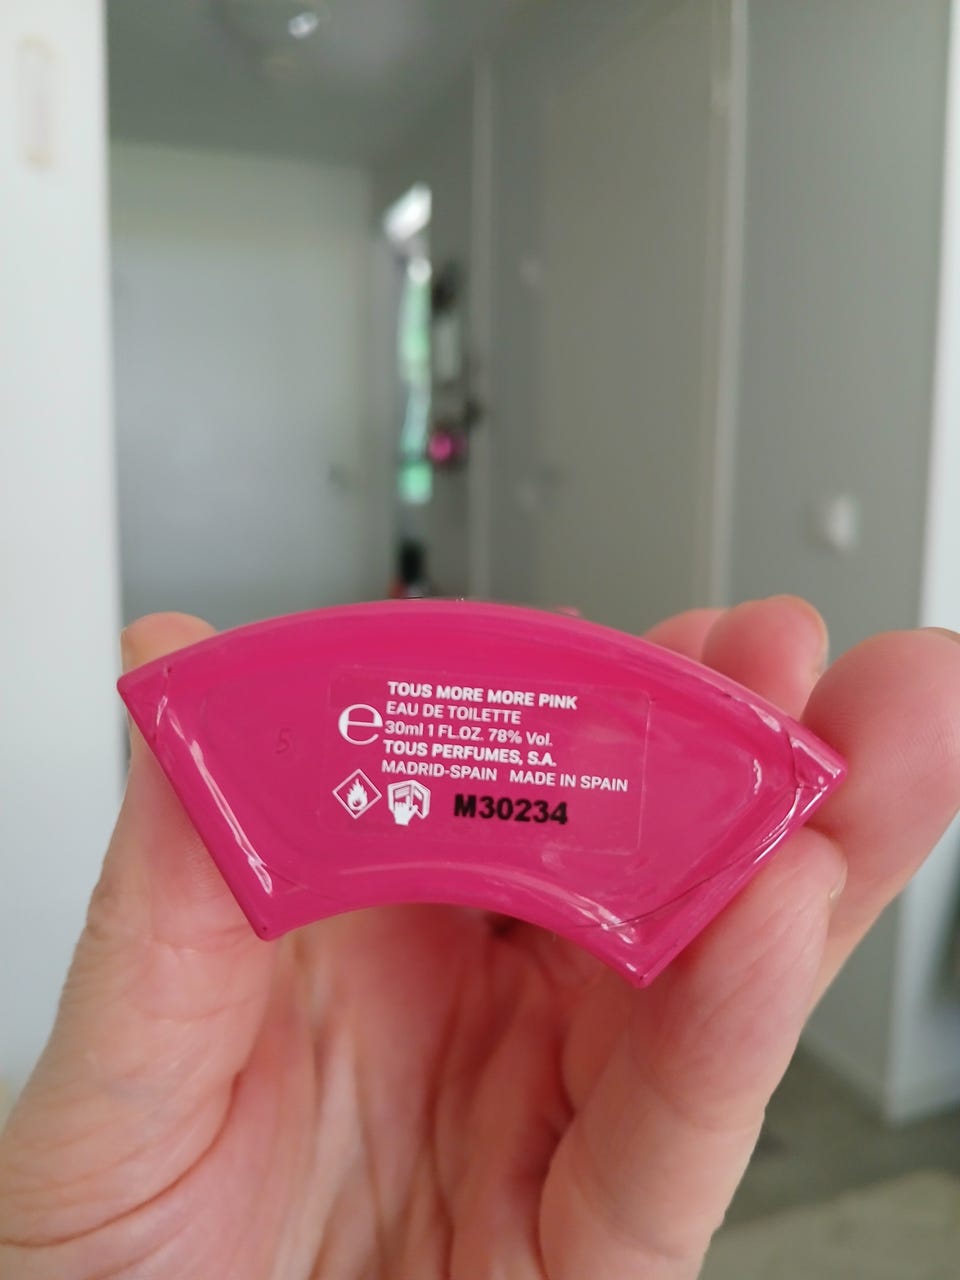 TOUS MORE MORE PINK
EAU DE TOILETTE
e 30ml 1 FL.OZ. 78% Vol.
TOUS PERFUMES, S.A.
MADRID-SPAIN MADE IN SPAIN
M30234
5